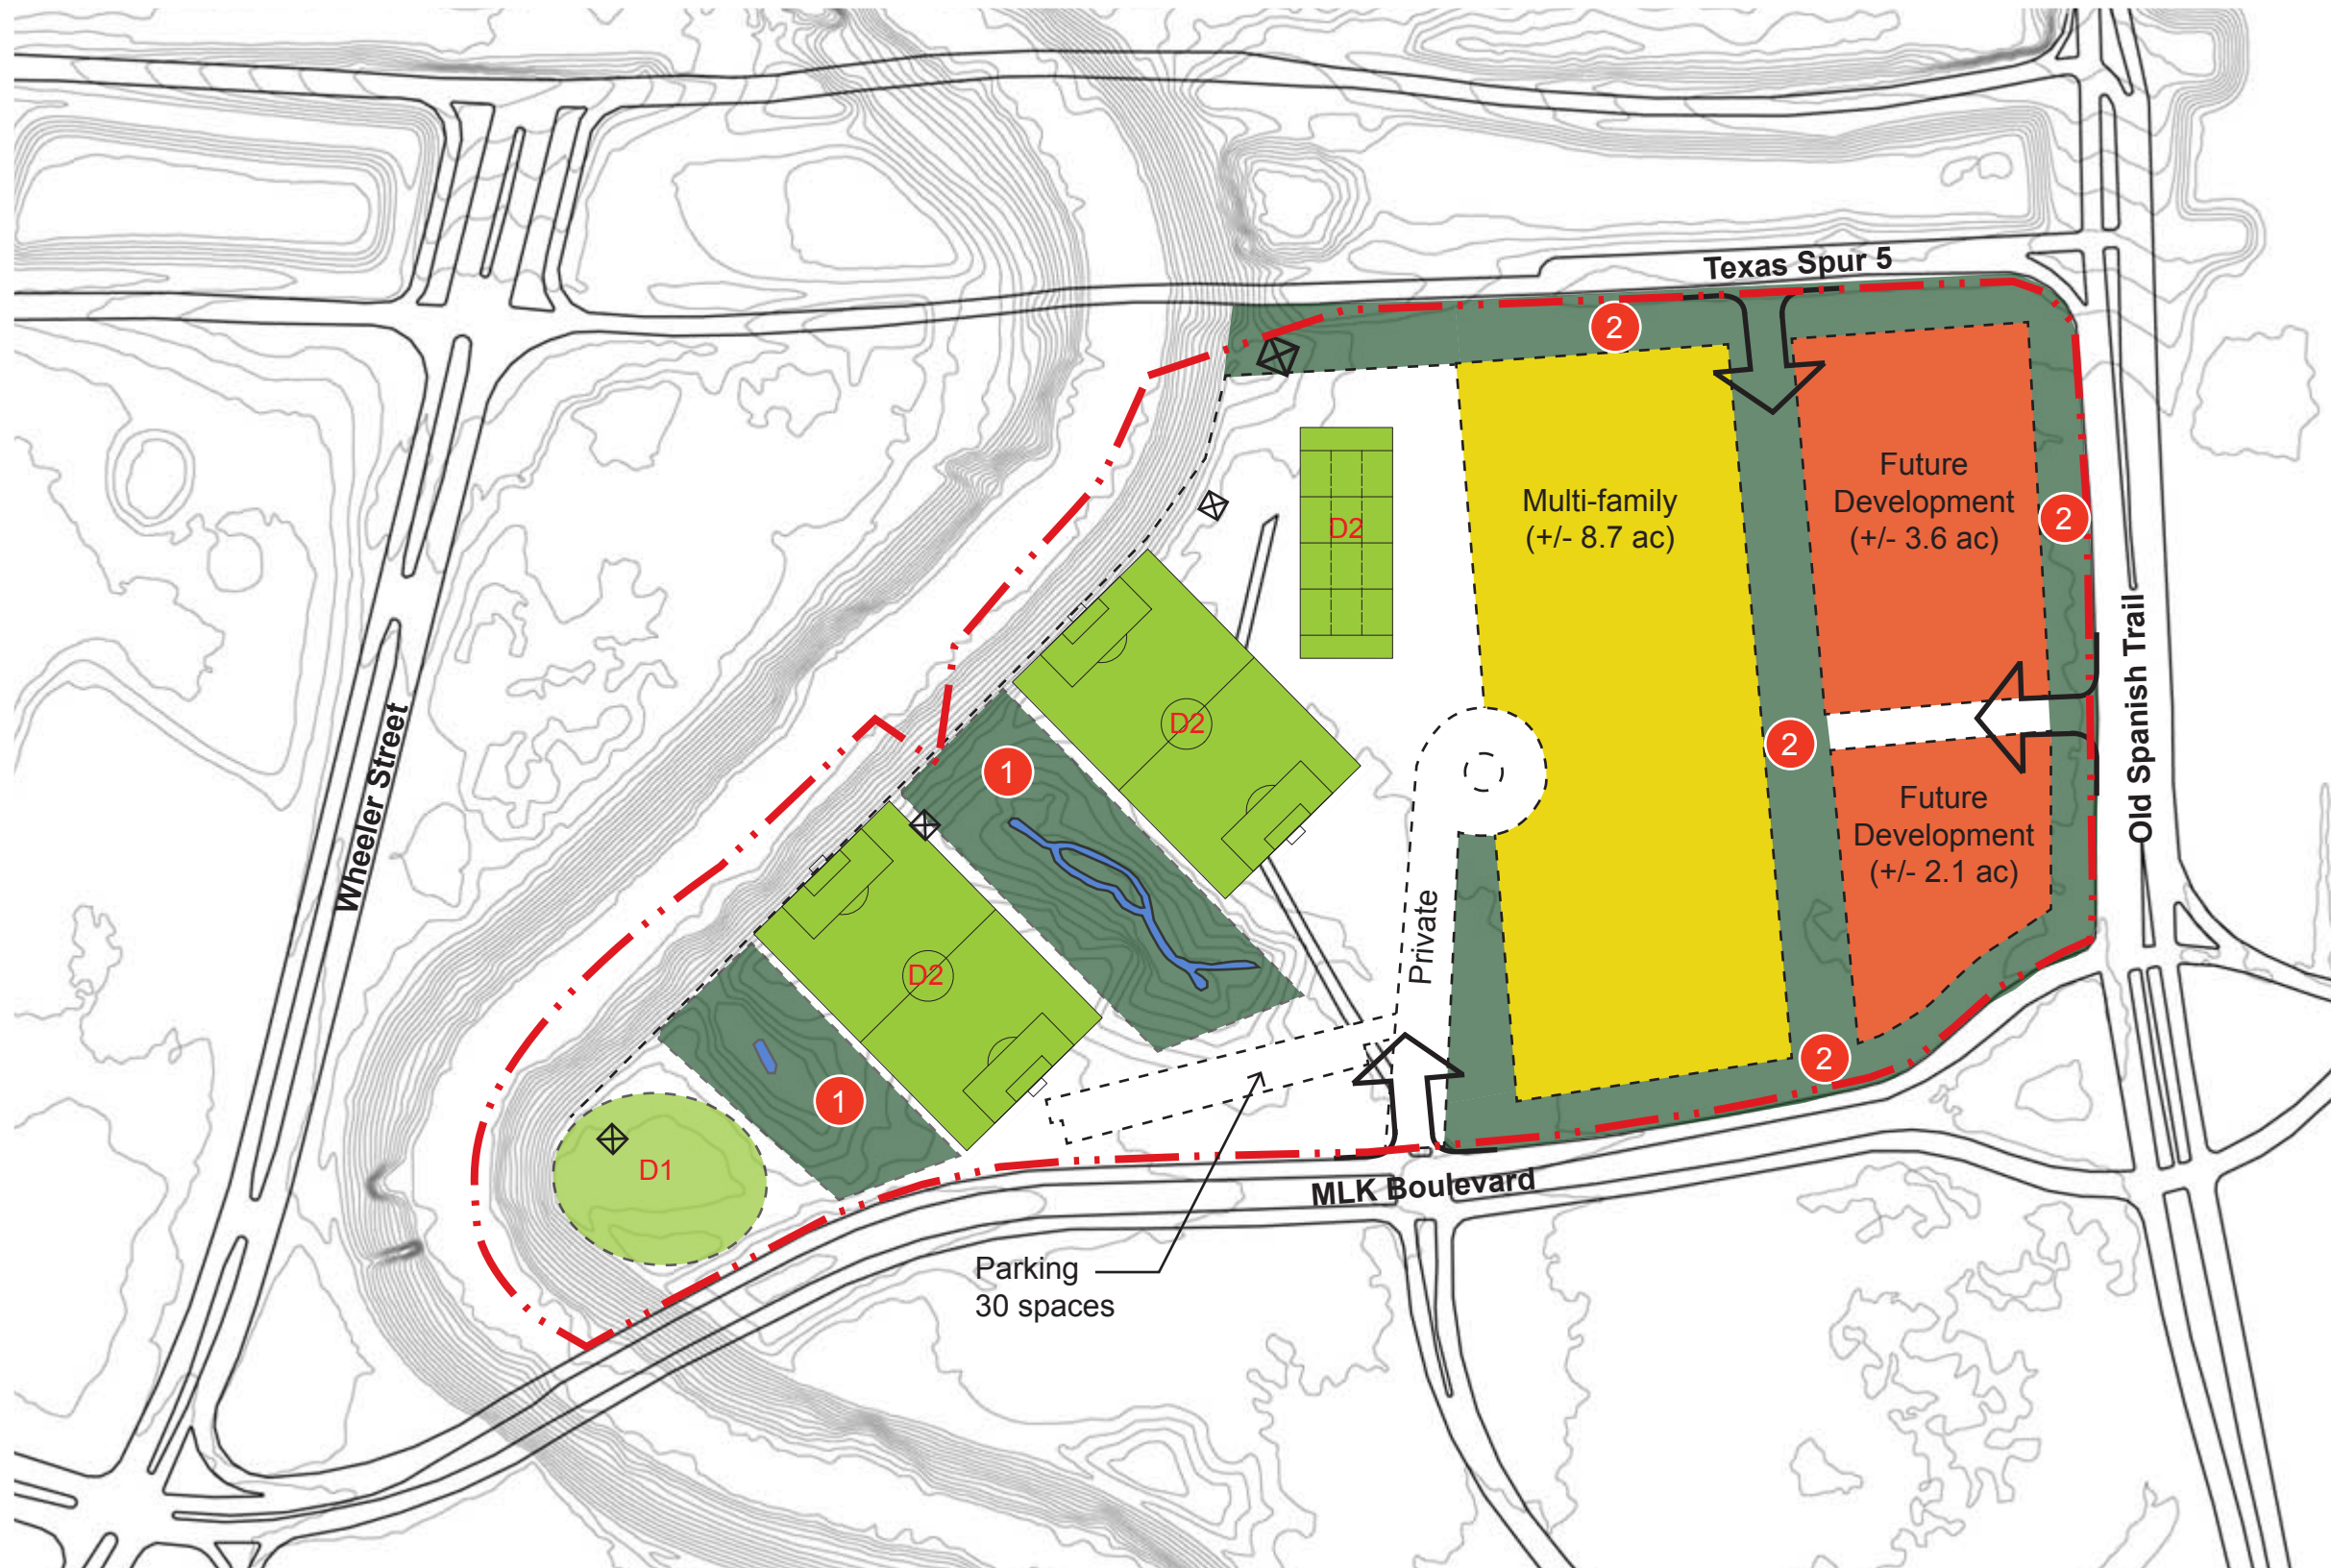 Texas Spur 5
2
Multi-family
(+/- 8.7 ac)
Future
Development
(+/- 3.6 ac)
2
D2
D2
1
2
Old Spanish Trail
Wheeler Street
Future
Development
(+/- 2.1 ac)
Private
D2
1
2
D1
MLK Boulevard
Parking
30 spaces